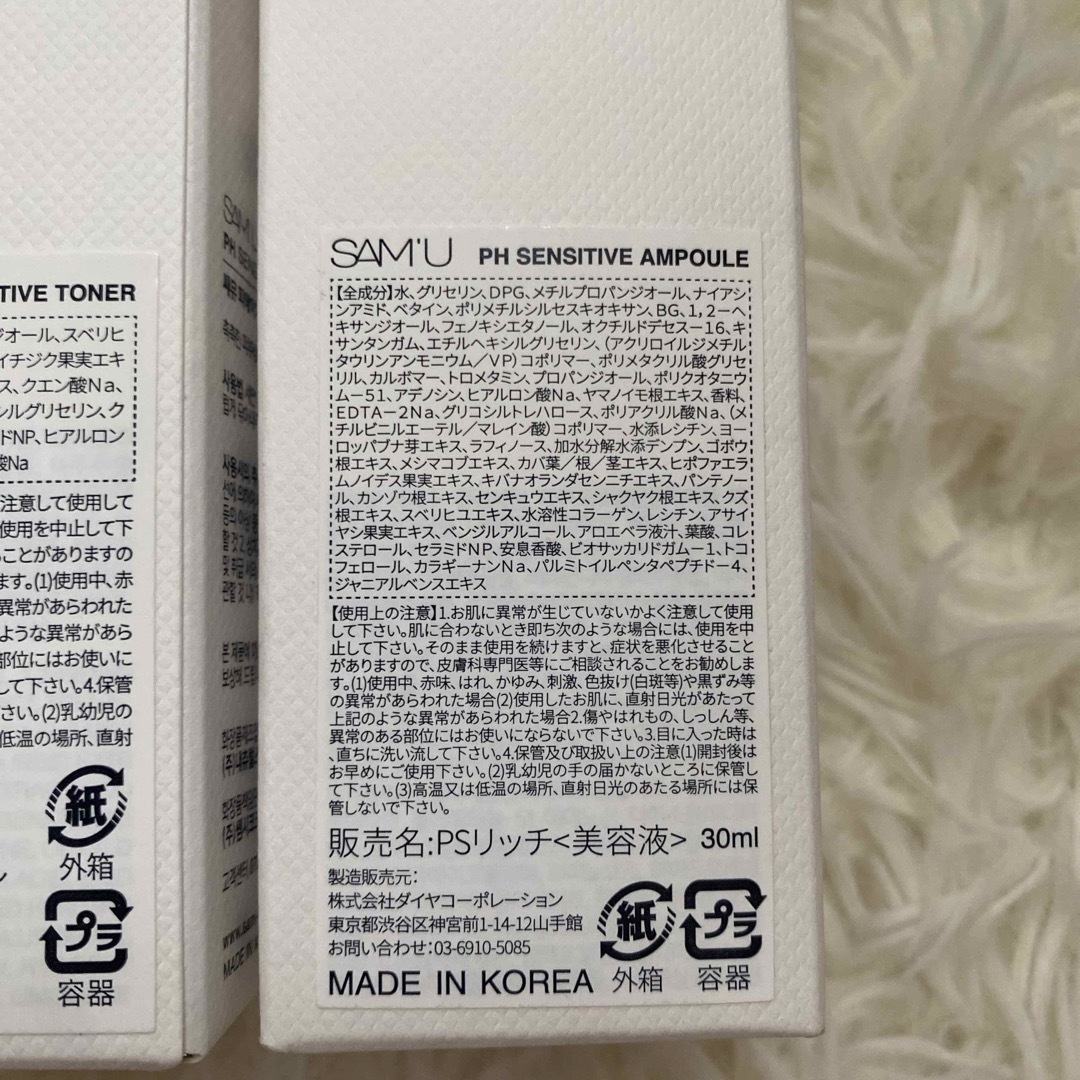 TIVE TONER
ジオール、スベリヒ
イチジク果実エキ
ス、クエン酸Na、
シルグリセリン、ク
ドNP、ヒアルロン
酸Na
注意して使用して
使用を中止して下
ことがありますの
ます。(1)使用中、赤
異常があらわれた
ような異常があら
部位にはお使いに
して下さい。4.保管
さい。(2)乳幼児の
低温の場所、直射
紙
外箱
プラ
容器
SAM'U
PH SENS
사용법
SAM'U PH SENSITIVE AMPOULE
【全成分】水、グリセリン、DPG、メチルプロパンジオール、ナイアシ
ンアミド、ベタイン、ポリメチルシルセスキオキサン、BG、1,2-ヘ
キサンジオール、フェノキシエタノール、オクチルドデセス-16、キ
サンタンガム、エチルヘキシルグリセリン、(アクリロイルジメチル
タウリンアンモニウム/VP)コポリマー、ポリメタクリル酸グリセ
リル、カルボマー、トロメタミン、プロパンジオール、ポリクオタニウ
ム-51、アデノシン、ヒアルロン酸Na、ヤマノイモ根エキス、香料、
EDTA-2Na、グリコシルトレハロース、ポリアクリル酸Na、(メ
チルビニルエーテル/マレイン酸)コポリマー、水添レシチン、ヨー
ロッパブナ芽エキス、ラフィノース、加水分解水添デンプン、ゴボウ
根エキス、メシマコブエキス、カバ葉/根/茎エキス、ヒポファエラ
ムノイデス果実エキス、キバナオランダセンニチエキス、パンテノー
ル、カンゾウ根エキス、センキュウエキス、シャクヤク根エキス、クズ
根エキス、スベリヒユエキス、水溶性コラーゲン、レシチン、アサイ
ヤシ果実エキス、ベンジルアルコール、アロエベラ液汁、葉酸、コレ
ステロール、セラミドNP、安息香酸、ビオサッカリドガム-1、トコ
フェロール、カラギーナンNa、パルミトイルペンタペプチド-4、
ジャニアルベンスエキス
【使用上の注意】1.お肌に異常が生じていないかよく注意して使用
して下さい。肌に合わないとき即ち次のような場合には、使用を中
止して下さい。そのまま使用を続けますと、症状を悪化させること
がありますので、皮膚科専門医等にご相談されることをお勧めしま
す。(1)使用中、赤味、はれ、かゆみ、刺激、色抜け(白斑等)や黒ずみ等
の異常があらわれた場合(2)使用したお肌に、直射日光があたって
上記のような異常があらわれた場合2.傷やはれもの、しっしん等、
異常のある部位にはお使いにならないで下さい。3.目に入った時は、
直ちに洗い流して下さい。4.保管及び取扱い上の注意(1)開封後は
お早めにご使用下さい。(2)乳幼児の手の届かないところに保管し
て下さい。(3)高温又は低温の場所、直射日光のあたる場所には保
管しないで下さい。
販売名:PSリッチ<美容液> 30ml
製造販売元:
株式会社ダイヤコーポレーション
東京都渋谷区神宮前1-14-12山手館
お問い合わせ:03-6910-5085
MADE IN KOREA
紙
外箱
プラ
容器